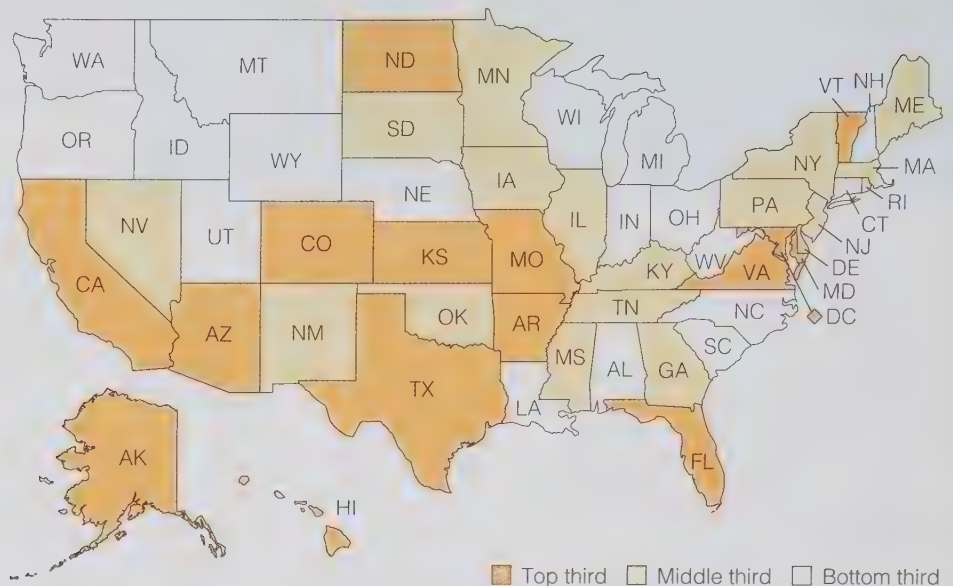 WA
MT
ND
MN
VT
NH
ME
OR
ID
SD
WI
NY
MA
WY
MI
RI
IA
NE
PA
CT
NV
UT
IL
IN
OH
NJ
CO
KS
MO
WV
VA
DE
CA
KY
MD
NC
DC
TN
AZ
NM
OK
AR
SC
MS
AL
GA
TX
LA
AK
FL
HI
Top third Middle third Bottom third